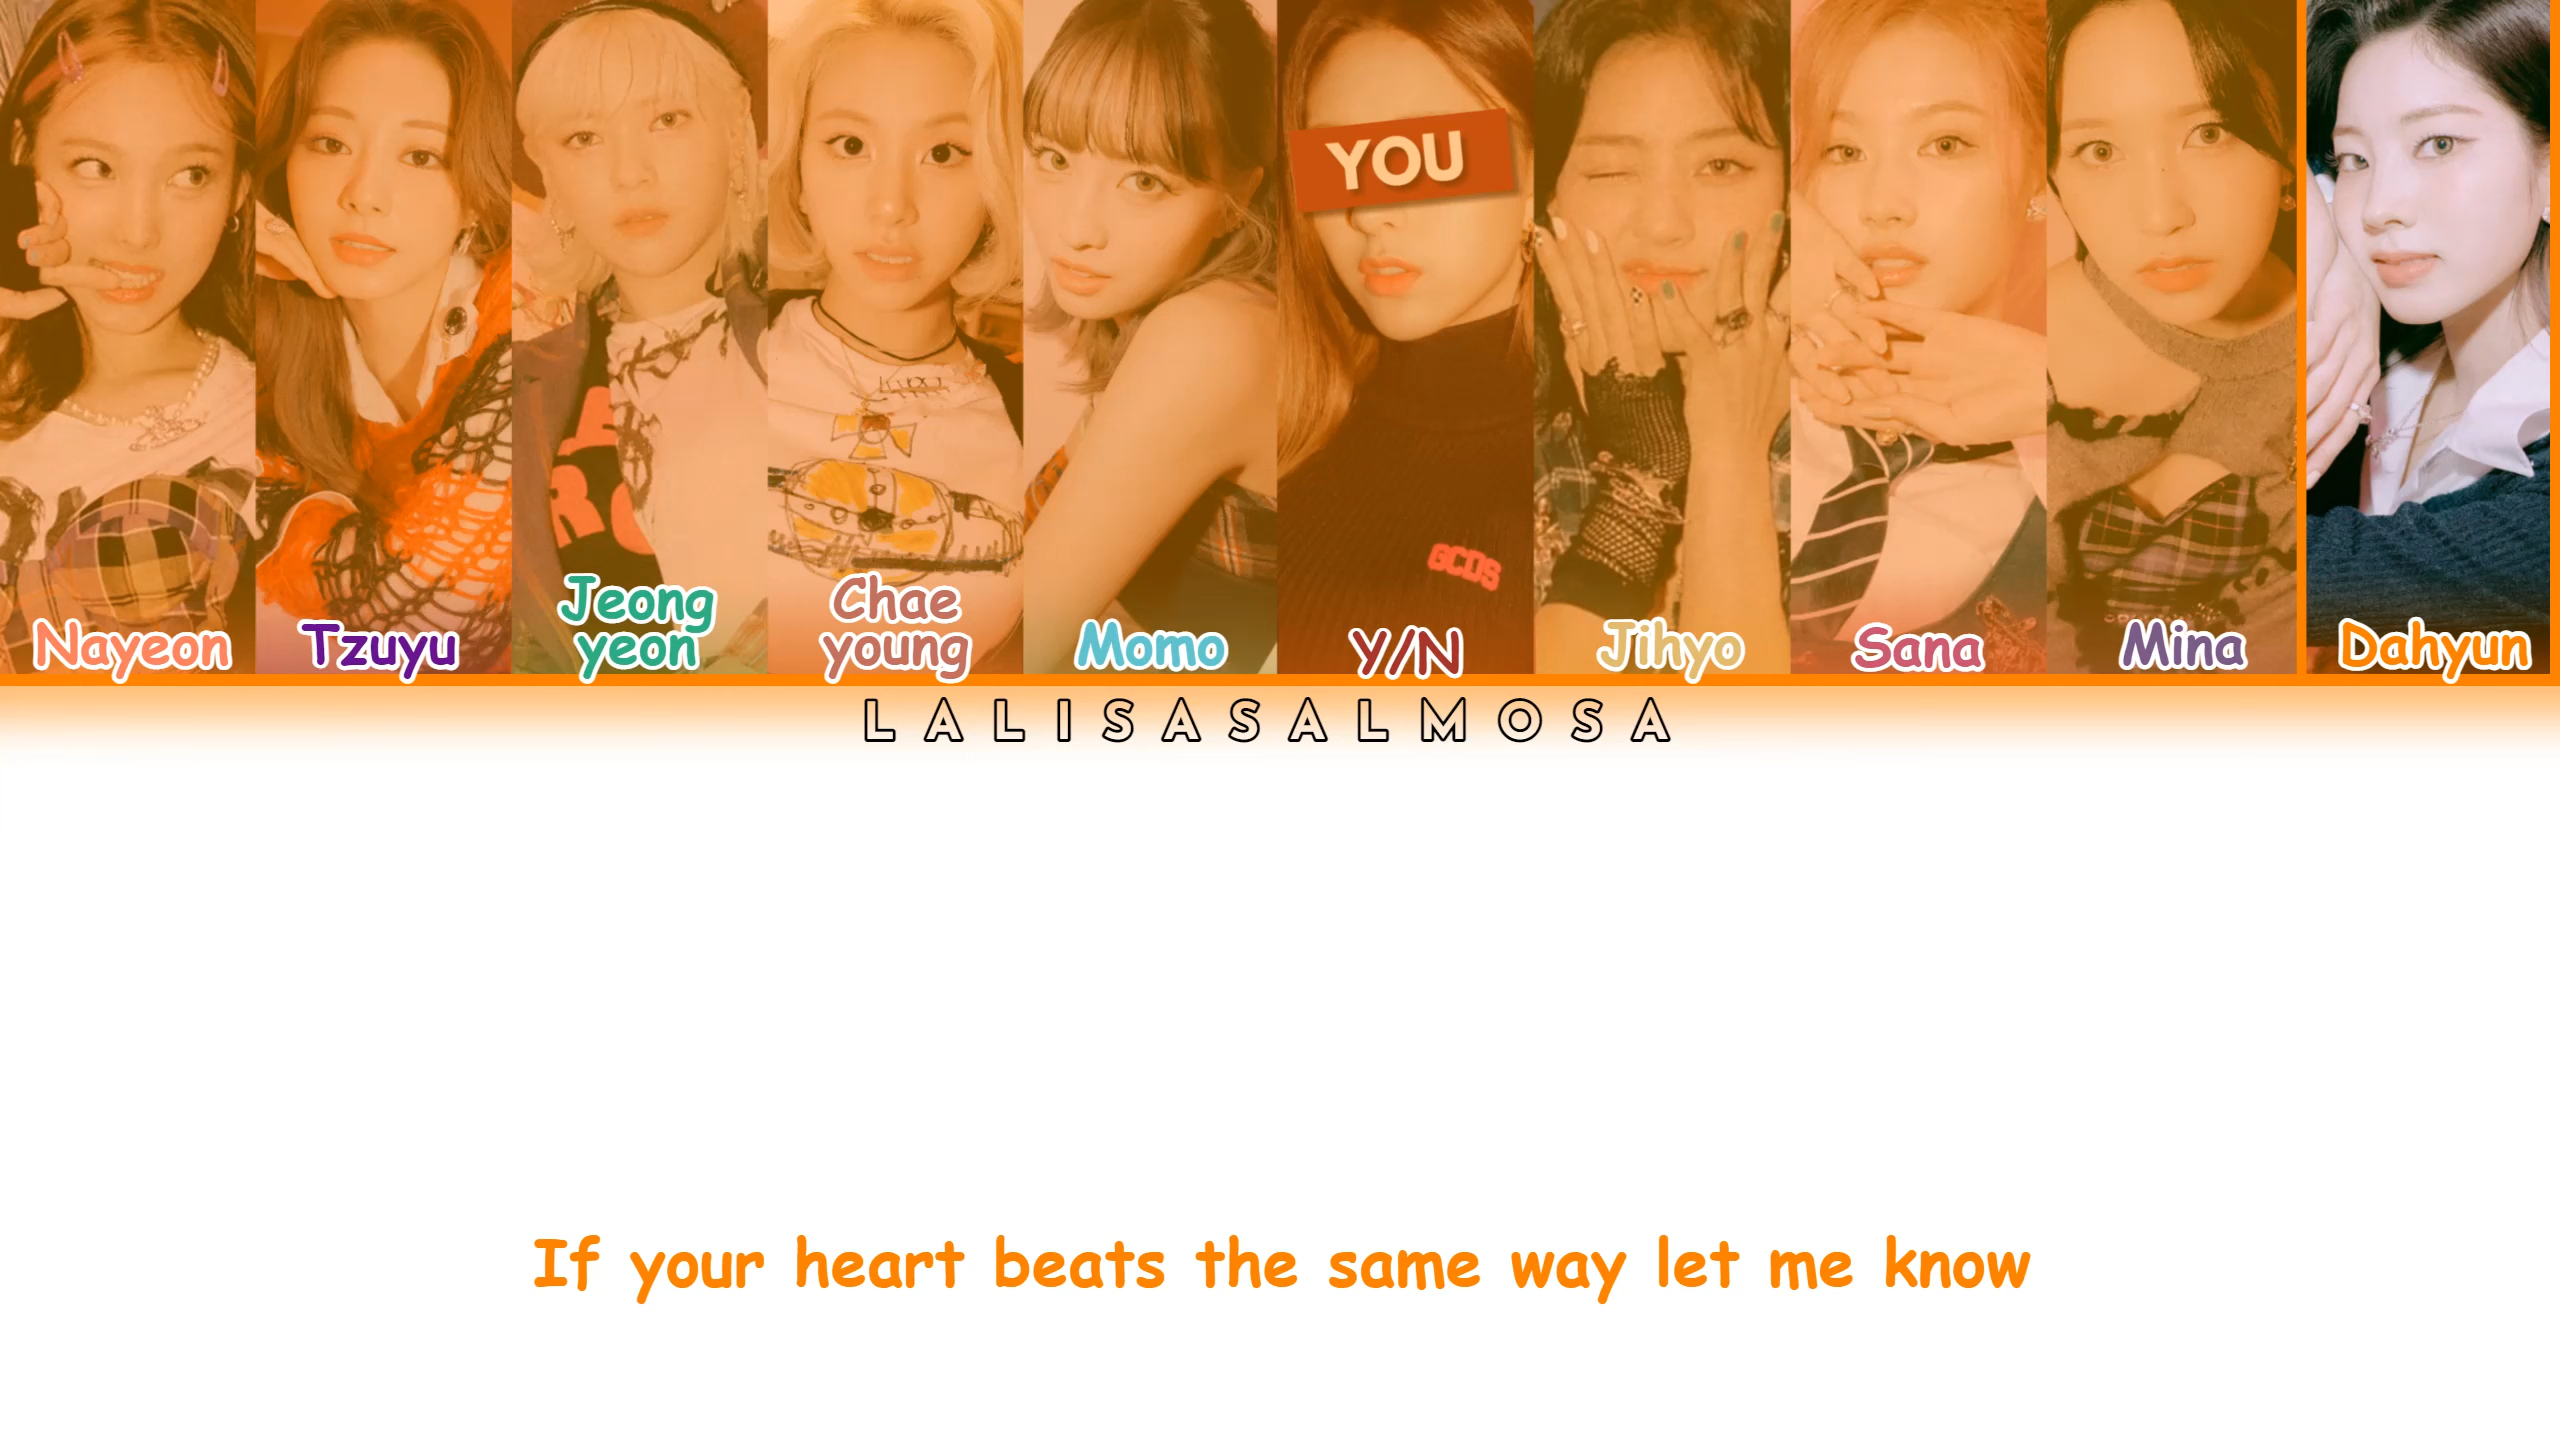 YOU
GCDS
Nayeon
Tzuyu
Jeong
yeon
Chae
young
Momo
Y/N
Jihyo
Sana
Mina
Dahyun
LALISASALMOSA
If your heart beats the same way let me know